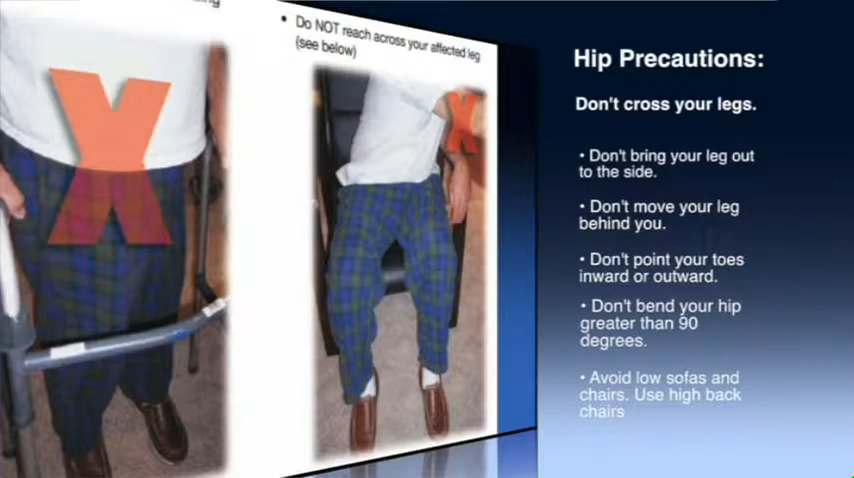 • Do NOT reach across your affected leg
(see below)
X
X
Hip Precautions:
Don't cross your legs.
• Don't bring your leg out
to the side.
• Don't move your leg
behind you.
• Don't point your toes
inward or outward.
• Don't bend your hip
greater than 90
degrees.
• Avoid low sofas and
chairs. Use high back
chairs